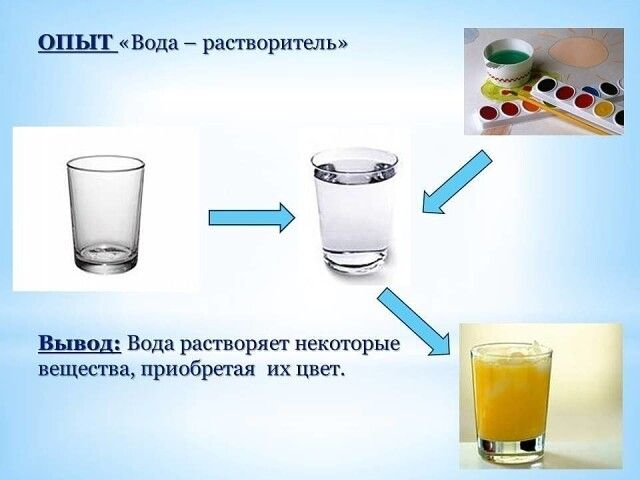 ОПЫТ «Вода – растворитель»
Вывод: Вода растворяет некоторые
вещества, приобретая их цвет.